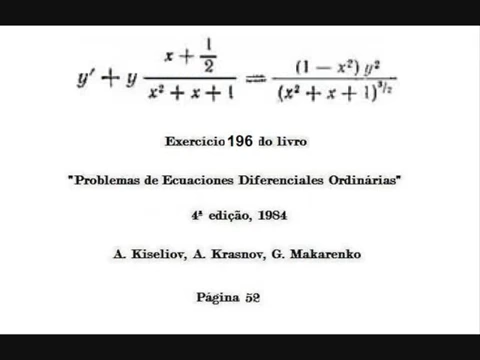 y′ + y (x + 1/2)/(x² + x + 1) = ((1 − x²) y²)/((x² + x + 1)^(3/2))
Exercício 196 do livro
"Problemas de Ecuaciones Diferenciales Ordinárias"
4ª edição, 1984
A. Kiseliov, A. Krasnov, G. Makarenko
Página 52